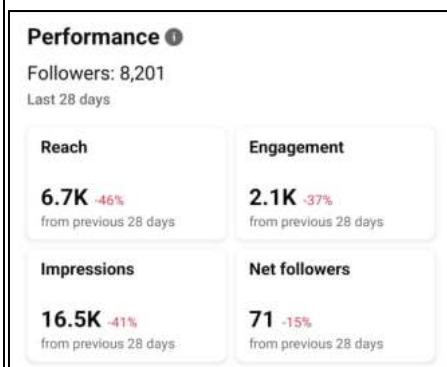 Performance
Followers: 8,201
Last 28 days
Reach
6.7K -46%
from previous 28 days
Engagement
2.1K -37%
from previous 28 days
Impressions
16.5K -41%
from previous 28 days
Net followers
71 -15%
from previous 28 days